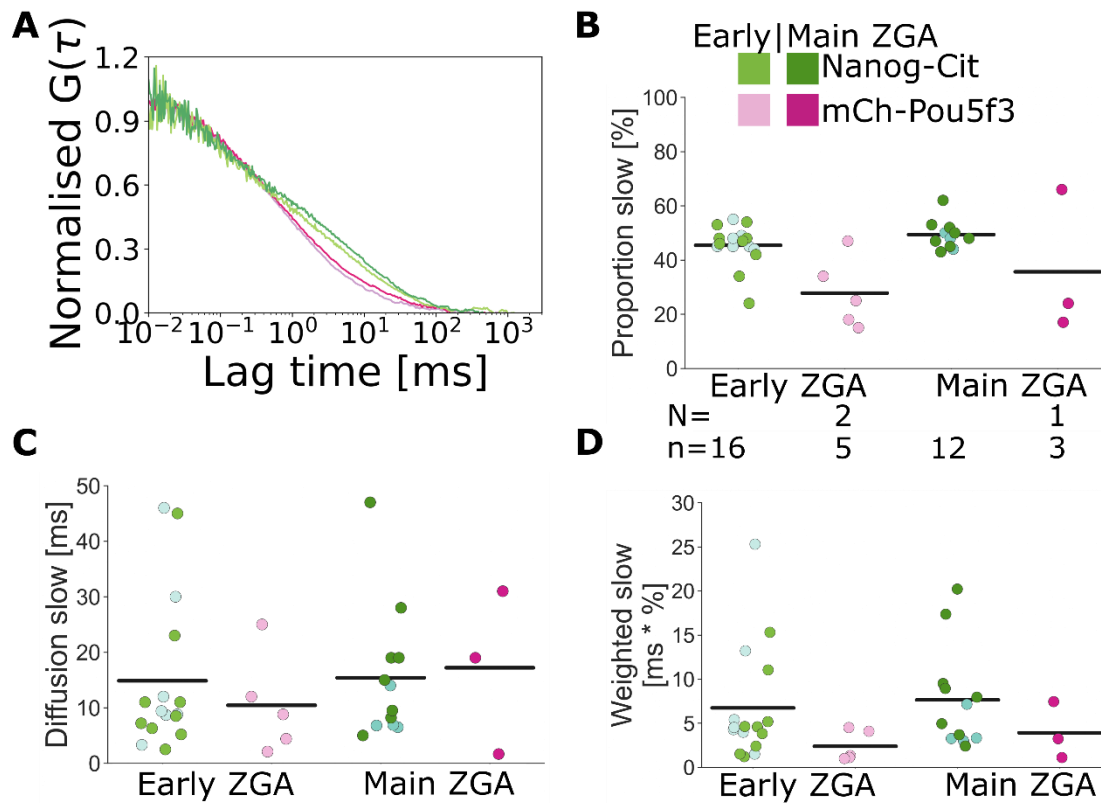 A
Normalised G(τ)
1.2
0.9
0.6
0.3
0.0
10⁻² 10⁻¹ 10⁰ 10¹ 10² 10³
Lag time [ms]
B
Early|Main ZGA
Nanog-Cit
mCh-Pou5f3
Proportion slow [%]
100
80
60
40
20
0
Early ZGA Main ZGA
N= 2 1
n=16 5 12 3
C
Diffusion slow [ms]
50
40
30
20
10
0
Early ZGA Main ZGA
D
Weighted slow
[ms * %]
30
25
20
15
10
5
0
Early ZGA Main ZGA